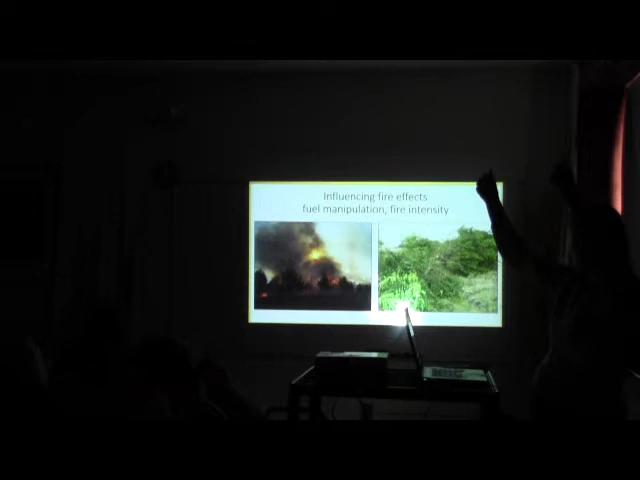 Influencing fire effects
fuel manipulation, fire intensity